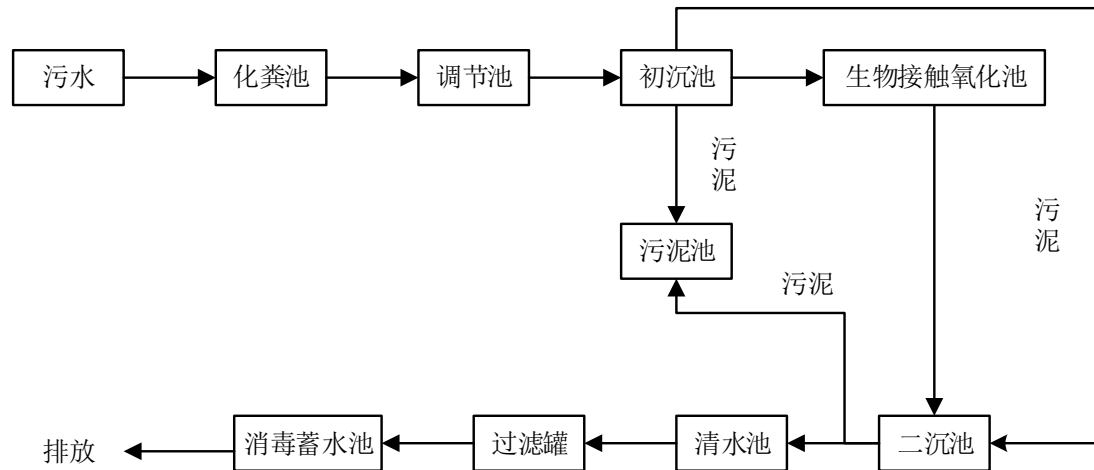 污水
化粪池
调节池
初沉池
生物接触氧化池
污泥
污泥
污泥池
污泥
排放
消毒蓄水池
过滤罐
清水池
二沉池